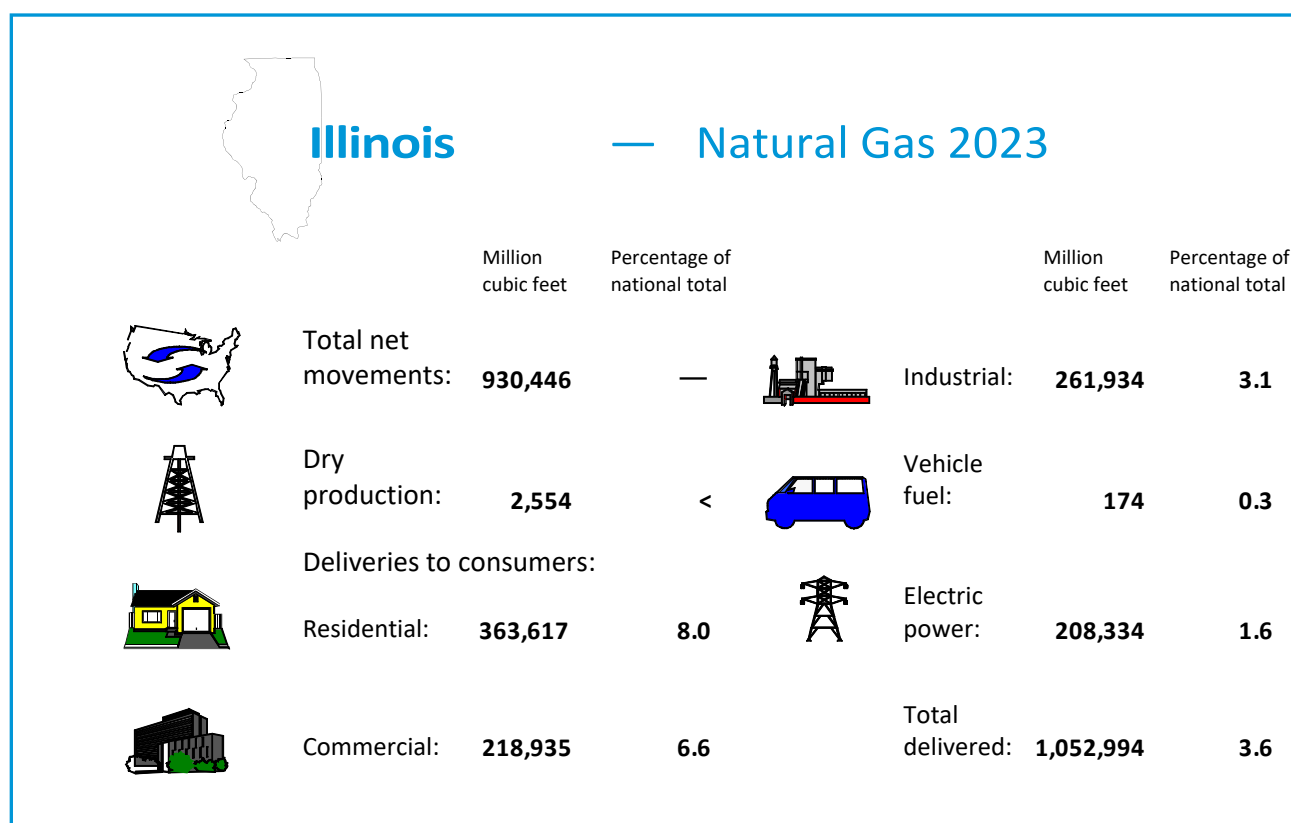 Illinois — Natural Gas 2023
Million Percentage of Million Percentage of
cubic feet national total cubic feet national total
Total net
movements: 930,446 — Industrial: 261,934 3.1
Dry Vehicle
production: 2,554 < fuel: 174 0.3
Deliveries to consumers:
Electric
Residential: 363,617 8.0 power: 208,334 1.6
Total
Commercial: 218,935 6.6 delivered: 1,052,994 3.6